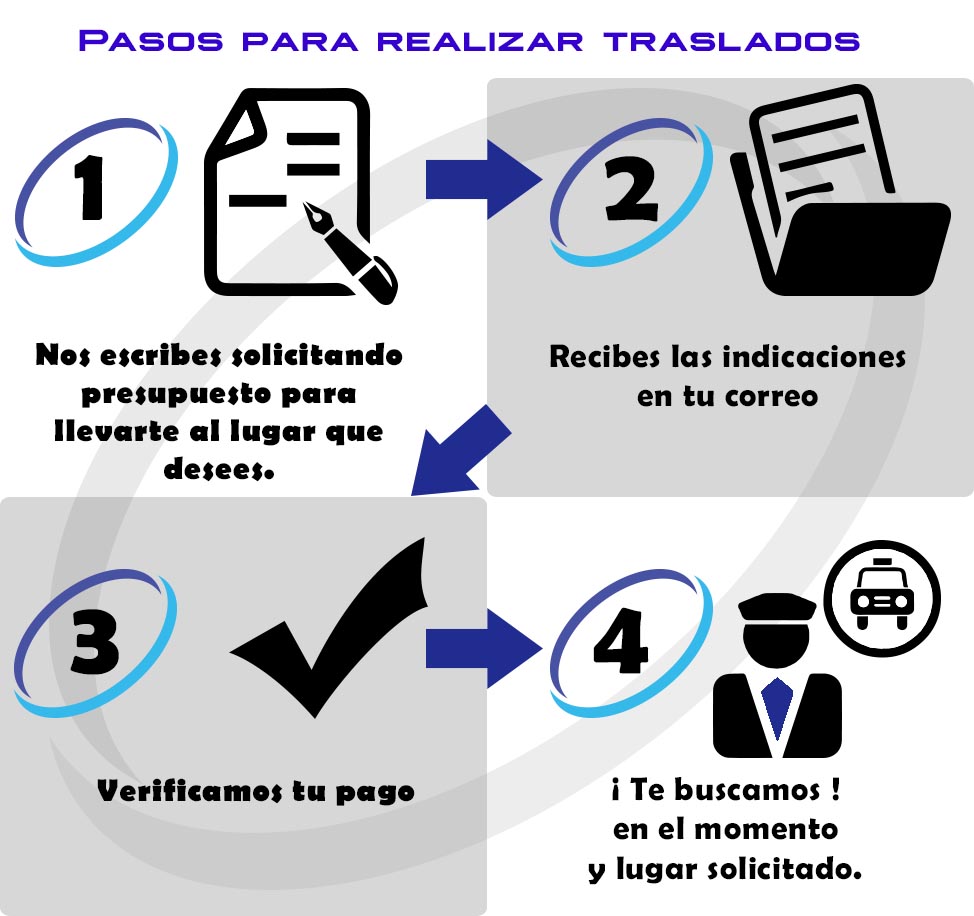 PASOS PARA REALIZAR TRASLADOS
1
Nos escribes solicitando
presupuesto para
llevarte al lugar que
desees.
2
Recibes las indicaciones
en tu correo
3
Verificamos tu pago
4
¡ Te buscamos !
en el momento
y lugar solicitado.